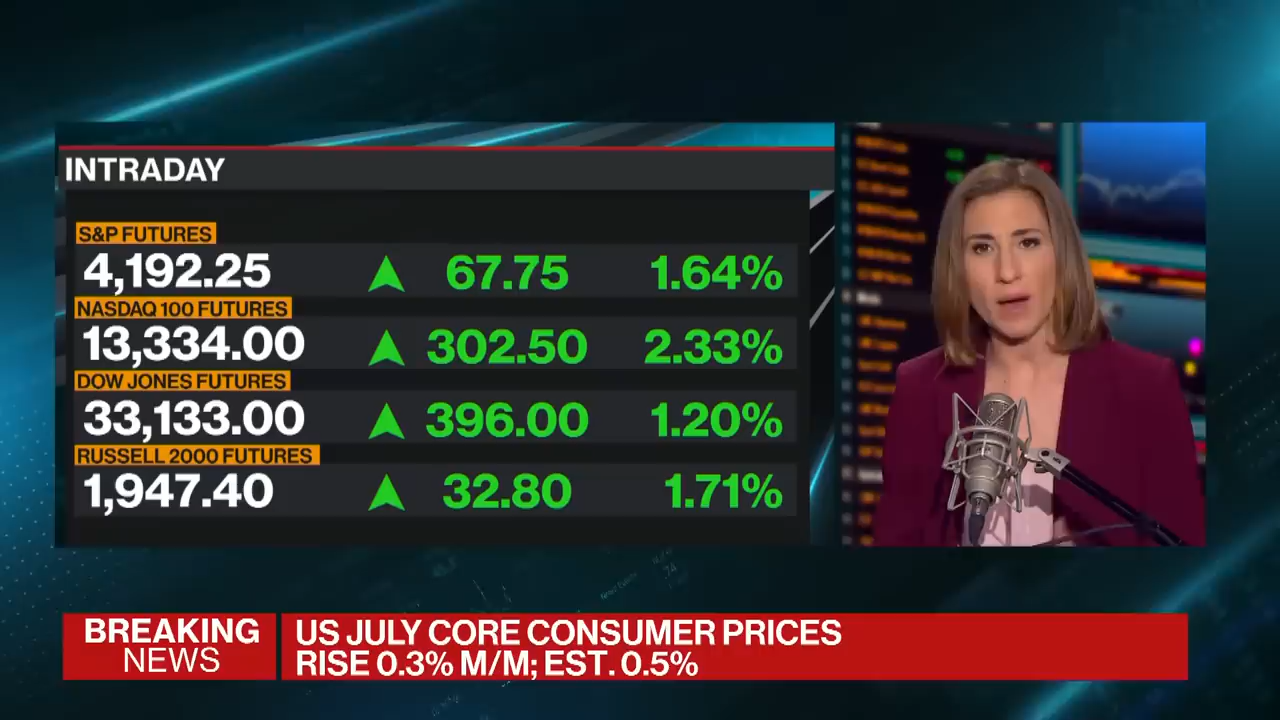 INTRADAY
S&P FUTURES
4,192.25 67.75 1.64%
NASDAQ 100 FUTURES
13,334.00 302.50 2.33%
DOW JONES FUTURES
33,133.00 396.00 1.20%
RUSSELL 2000 FUTURES
1,947.40 32.80 1.71%
BREAKING
NEWS
US JULY CORE CONSUMER PRICES
RISE 0.3% M/M; EST. 0.5%